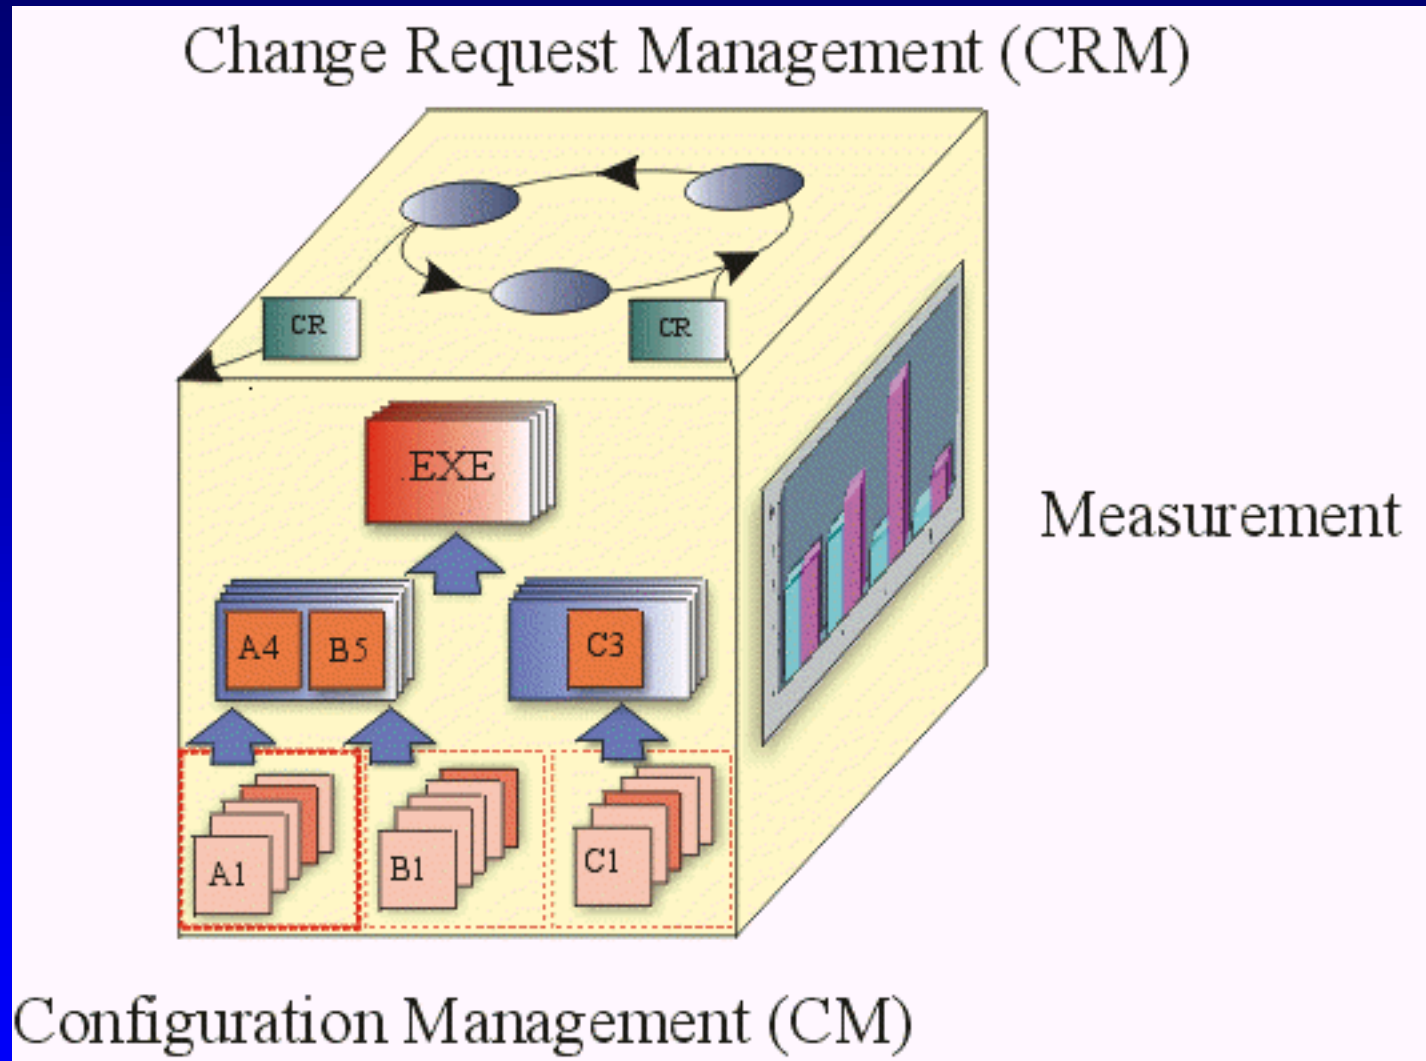 Change Request Management (CRM)
CR
CR
.EXE
Measurement
A4
B5
C3
A1
B1
C1
Configuration Management (CM)